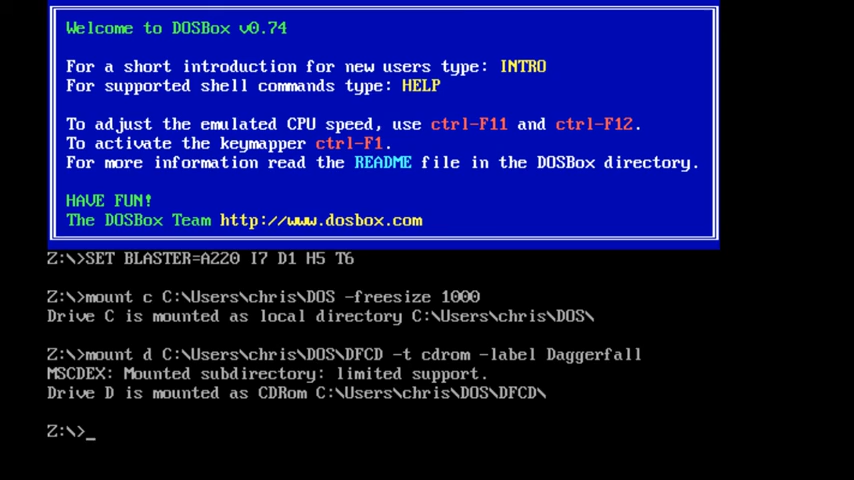 Welcome to DOSBox v0.74
For a short introduction for new users type: INTRO
For supported shell commands type: HELP
To adjust the emulated CPU speed, use ctrl-F11 and ctrl-F12.
To activate the keymapper ctrl-F1.
For more information read the README file in the DOSBox directory.
HAVE FUN!
The DOSBox Team http://www.dosbox.com
Z:\>SET BLASTER=A220 I7 D1 H5 T6
Z:\>mount c C:\Users\chris\DOS -freesize 1000
Drive C is mounted as local directory C:\Users\chris\DOS\
Z:\>mount d C:\Users\chris\DOS\DFCD -t cdrom -label Daggerfall
MSCDEX: Mounted subdirectory: limited support.
Drive D is mounted as CDRom C:\Users\chris\DOS\DFCD\
Z:\>_